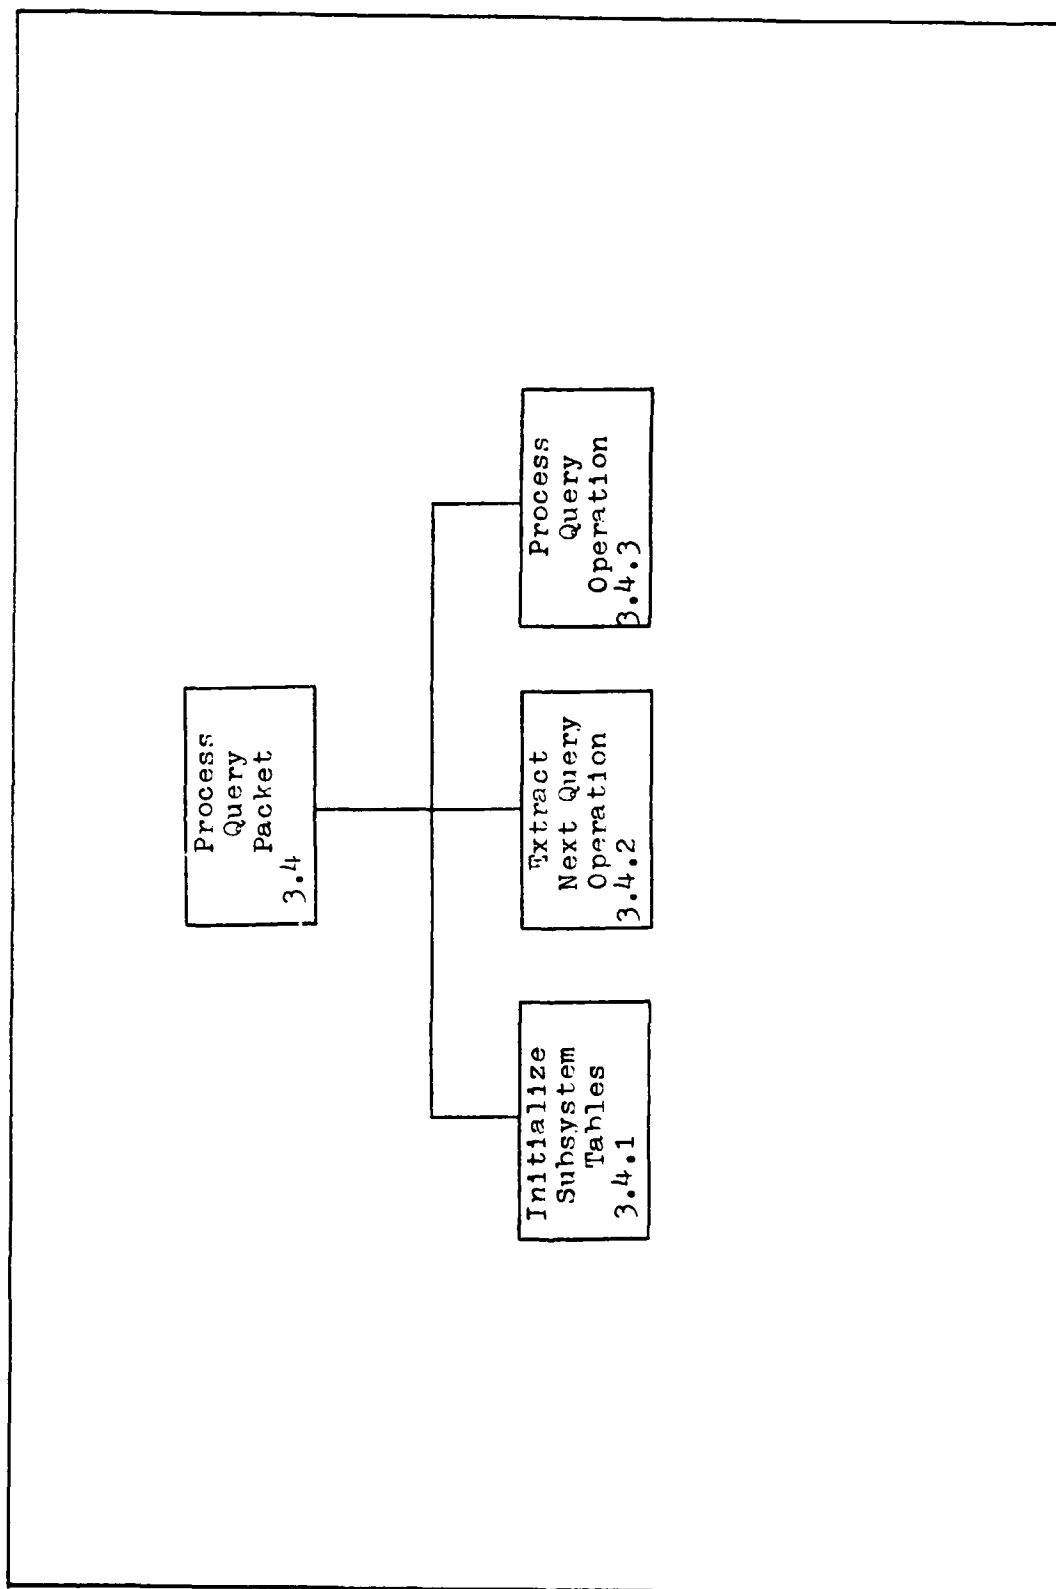 Process
Query
Packet
3.4
Initialize
Subsystem
Tables
3.4.1
Extract
Next Query
Operation
3.4.2
Process
Query
Operation
3.4.3